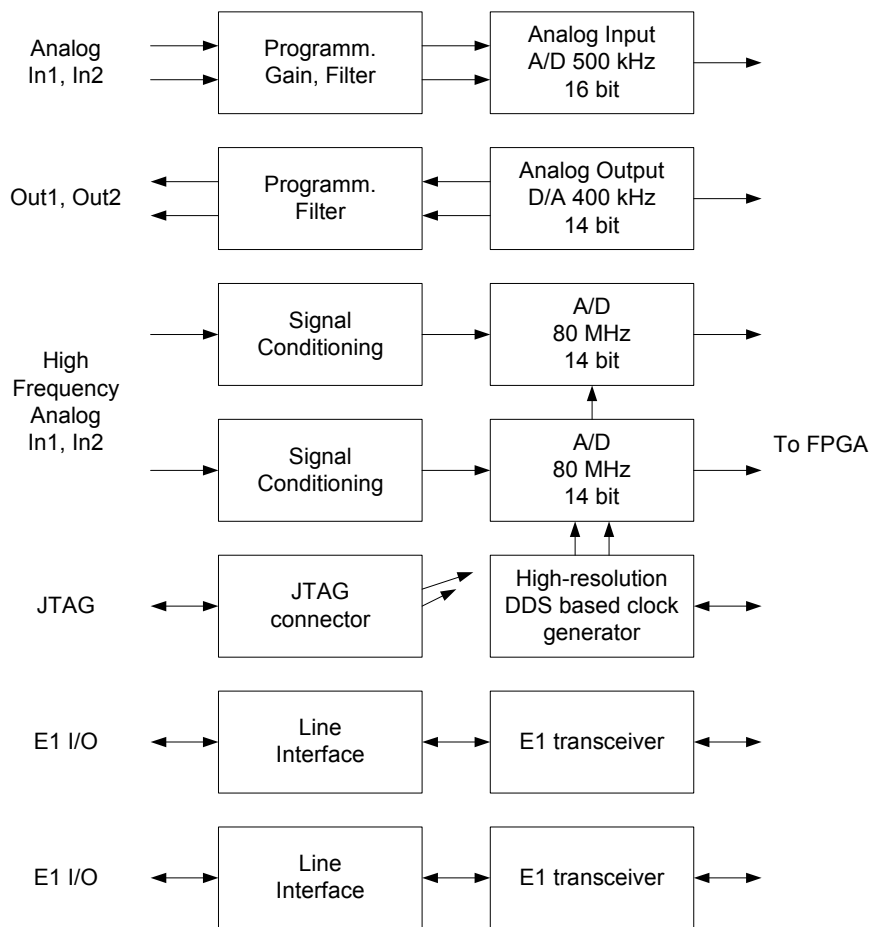 Analog
In1, In2
Programm.
Gain, Filter
Analog Input
A/D 500 kHz
16 bit
Out1, Out2
Programm.
Filter
Analog Output
D/A 400 kHz
14 bit
High
Frequency
Analog
In1, In2
Signal
Conditioning
A/D
80 MHz
14 bit
Signal
Conditioning
A/D
80 MHz
14 bit
To FPGA
JTAG
JTAG
connector
High-resolution
DDS based clock
generator
E1 I/O
Line
Interface
E1 transceiver
E1 I/O
Line
Interface
E1 transceiver